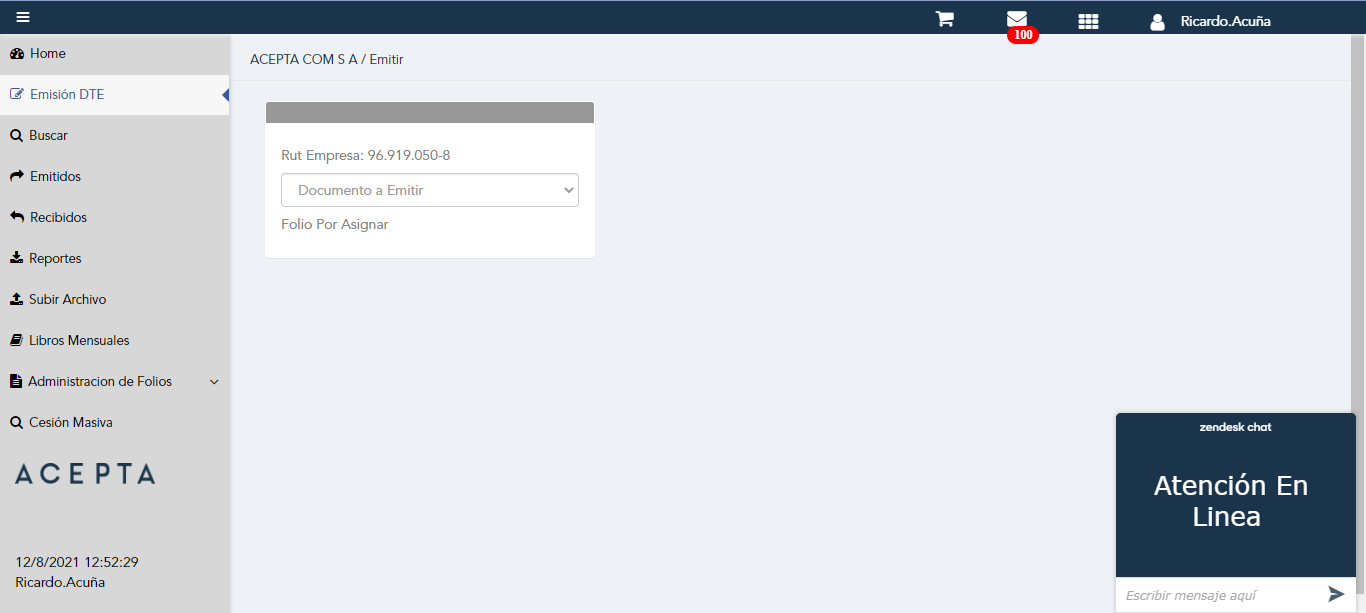 Ricardo.Acuña
100
Home
Emisión DTE
Buscar
Emitidos
Recibidos
Reportes
Subir Archivo
Libros Mensuales
Administracion de Folios
Cesión Masiva
ACEPTA
12/8/2021 12:52:29
Ricardo.Acuña
ACEPTA COM S A / Emitir
Rut Empresa: 96.919.050-8
Documento a Emitir
Folio Por Asignar
zendesk chat
Atención En
Linea
Escribir mensaje aquí